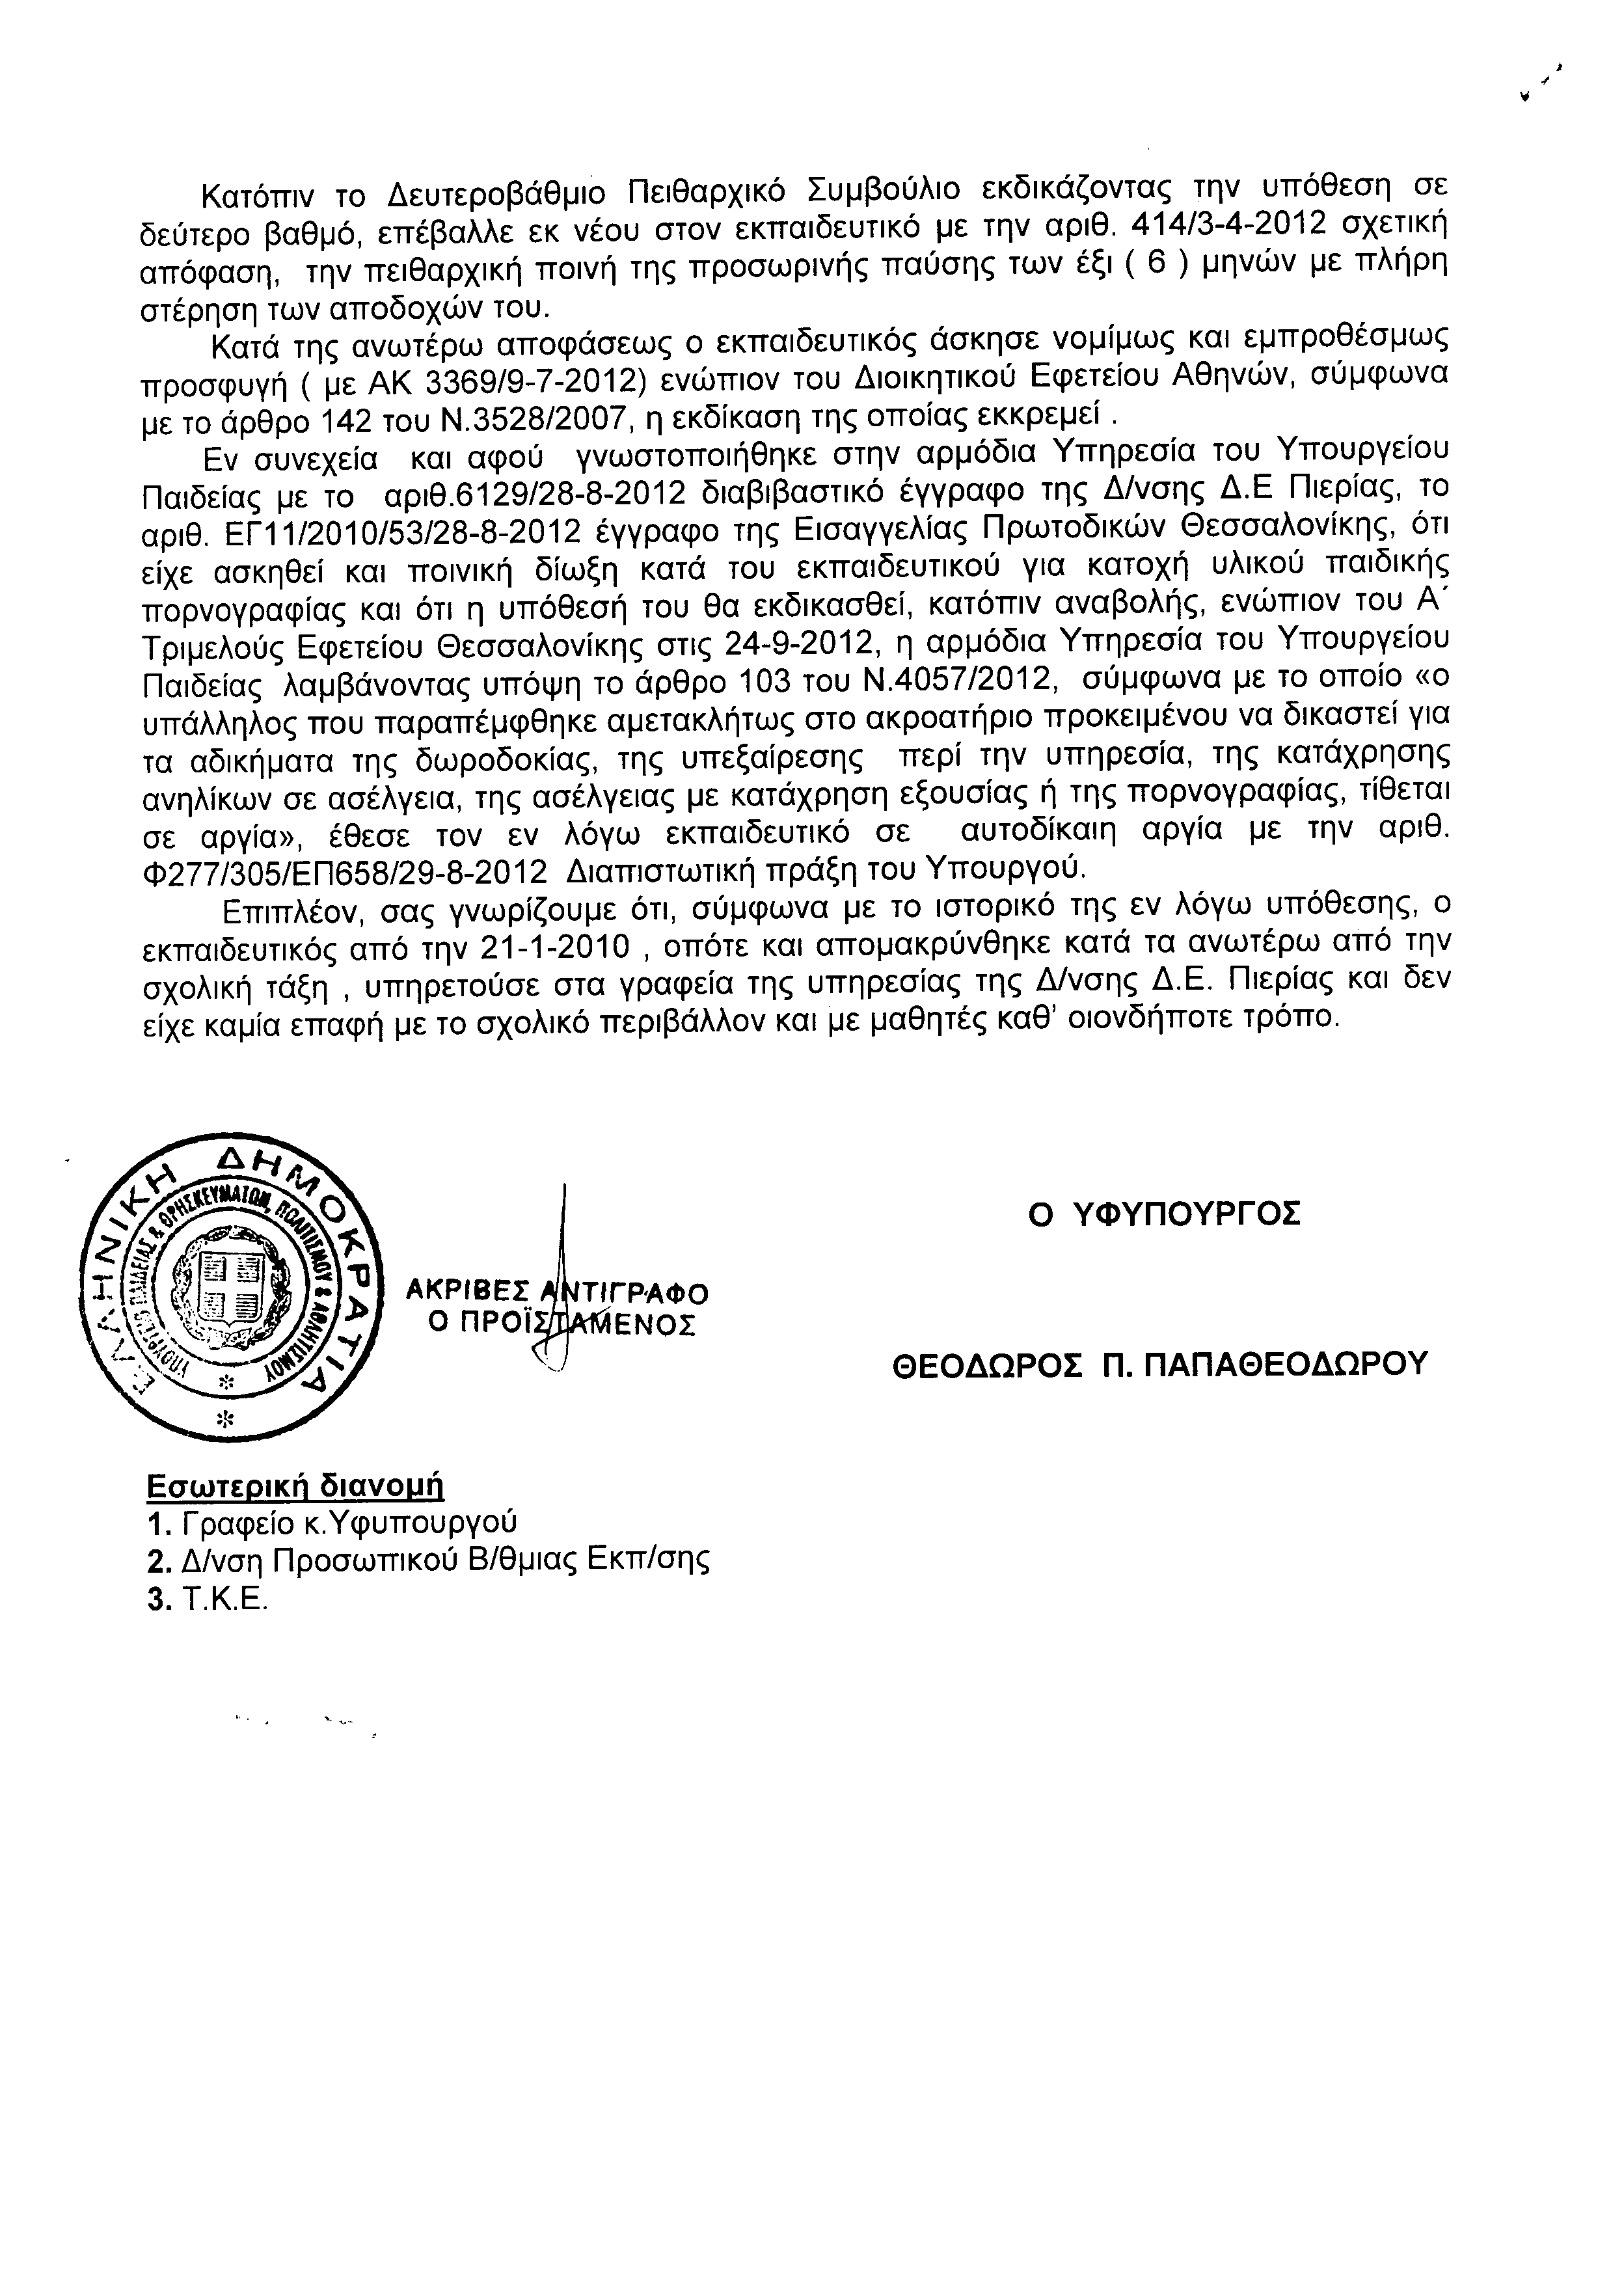 Κατόπιν το Δευτεροβάθμιο Πειθαρχικό Συμβούλιο εκδικάζοντας την υπόθεση σε
δεύτερο βαθμό, επέβαλλε εκ νέου στον εκπαιδευτικό με την αριθ. 414/3-4-2012 σχετική
απόφαση, την πειθαρχική ποινή της προσωρινής παύσης των έξι ( 6 ) μηνών με πλήρη
στέρηση των αποδοχών του.
Κατά της ανωτέρω αποφάσεως ο εκπαιδευτικός άσκησε νομίμως και εμπροθέσμως
προσφυγή ( με ΑΚ 3369/9-7-2012) ενώπιον του Διοικητικού Εφετείου Αθηνών, σύμφωνα
με το άρθρο 142 του Ν.3528/2007, η εκδίκαση της οποίας εκκρεμεί .
Εν συνεχεία και αφού γνωστοποιήθηκε στην αρμόδια Υπηρεσία του Υπουργείου
Παιδείας με το αριθ.6129/28-8-2012 διαβιβαστικό έγγραφο της Δ/νσης Δ.Ε Πιερίας, το
αριθ. ΕΓ11/2010/53/28-8-2012 έγγραφο της Εισαγγελίας Πρωτοδικών Θεσσαλονίκης, ότι
είχε ασκηθεί και ποινική δίωξη κατά του εκπαιδευτικού για κατοχή υλικού παιδικής
πορνογραφίας και ότι η υπόθεσή του θα εκδικασθεί, κατόπιν αναβολής, ενώπιον του Α΄
Τριμελούς Εφετείου Θεσσαλονίκης στις 24-9-2012, η αρμόδια Υπηρεσία του Υπουργείου
Παιδείας λαμβάνοντας υπόψη το άρθρο 103 του Ν.4057/2012, σύμφωνα με το οποίο «ο
υπάλληλος που παραπέμφθηκε αμετακλήτως στο ακροατήριο προκειμένου να δικαστεί για
τα αδικήματα της δωροδοκίας, της υπεξαίρεσης περί την υπηρεσία, της κατάχρησης
ανηλίκων σε ασέλγεια, της ασέλγειας με κατάχρηση εξουσίας ή της πορνογραφίας, τίθεται
σε αργία», έθεσε τον εν λόγω εκπαιδευτικό σε αυτοδίκαιη αργία με την αριθ.
Φ277/305/ΕΠ658/29-8-2012 Διαπιστωτική πράξη του Υπουργού.
Επιπλέον, σας γνωρίζουμε ότι, σύμφωνα με το ιστορικό της εν λόγω υπόθεσης, ο
εκπαιδευτικός από την 21-1-2010 , οπότε και απομακρύνθηκε κατά τα ανωτέρω από την
σχολική τάξη , υπηρετούσε στα γραφεία της υπηρεσίας της Δ/νσης Δ.Ε. Πιερίας και δεν
είχε καμία επαφή με το σχολικό περιβάλλον και με μαθητές καθ' οιονδήποτε τρόπο.
ΕΛΛΗΝΙΚΗ ΔΗΜΟΚΡΑΤΙΑ
ΥΠΟΥΡΓΕΙΟ ΠΑΙΔΕΙΑΣ & ΘΡΗΣΚΕΥΜΑΤΩΝ, ΠΟΛΙΤΙΣΜΟΥ & ΑΘΛΗΤΙΣΜΟΥ
Ο ΥΦΥΠΟΥΡΓΟΣ
ΑΚΡΙΒΕΣ ΑΝΤΙΓΡΑΦΟ
Ο ΠΡΟΪΣΤΑΜΕΝΟΣ
ΘΕΟΔΩΡΟΣ Π. ΠΑΠΑΘΕΟΔΩΡΟΥ
Εσωτερική διανομή
1. Γραφείο κ.Υφυπουργού
2. Δ/νση Προσωπικού Β/θμιας Εκπ/σης
3. Τ.Κ.Ε.